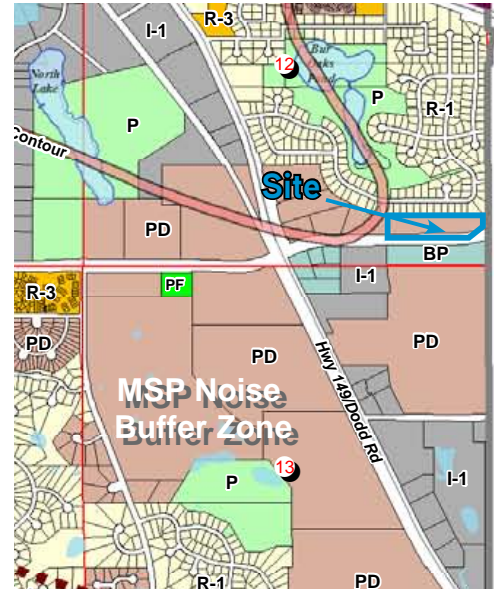 R-3
I-1
12
Bur
Oaks
Pond
North
Lake
P
P
R-1
Contour
Site
PD
BP
I-1
R-3
PF
PD
PD
PD
Hwy 149/Dodd Rd
MSP Noise
Buffer Zone
13
P
I-1
R-1
PD